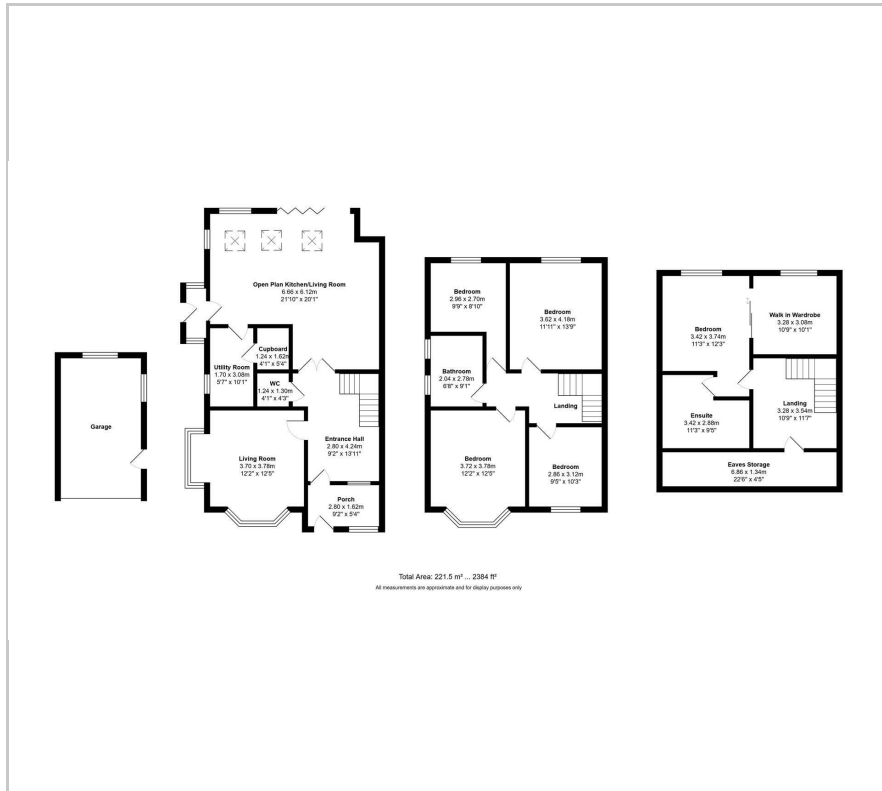 Garage
Open Plan Kitchen/Living Room
6.66 x 6.12m
21'10" x 20'1"
Cupboard
1.24 x 1.62m
4'1" x 5'4"
Utility Room
1.70 x 3.08m
5'7" x 10'1"
WC
1.24 x 1.30m
4'1" x 4'3"
Entrance Hall
2.80 x 4.24m
9'2" x 13'11"
Living Room
3.70 x 3.78m
12'2" x 12'5"
Porch
2.80 x 1.62m
9'2" x 5'4"
Bedroom
2.96 x 2.70m
9'9" x 8'10"
Bedroom
3.62 x 4.18m
11'11" x 13'9"
Bathroom
2.04 x 2.78m
6'8" x 9'1"
Landing
Bedroom
3.72 x 3.78m
12'2" x 12'5"
Bedroom
2.86 x 3.12m
9'5" x 10'3"
Bedroom
3.42 x 3.74m
11'3" x 12'3"
Walk in Wardrobe
3.28 x 3.08m
10'9" x 10'1"
Landing
3.28 x 3.54m
10'9" x 11'7"
Ensuite
3.42 x 2.88m
11'3" x 9'5"
Eaves Storage
6.86 x 1.34m
22'6" x 4'5"
Total Area: 221.5 m² ... 2384 ft²
All measurements are approximate and for display purposes only